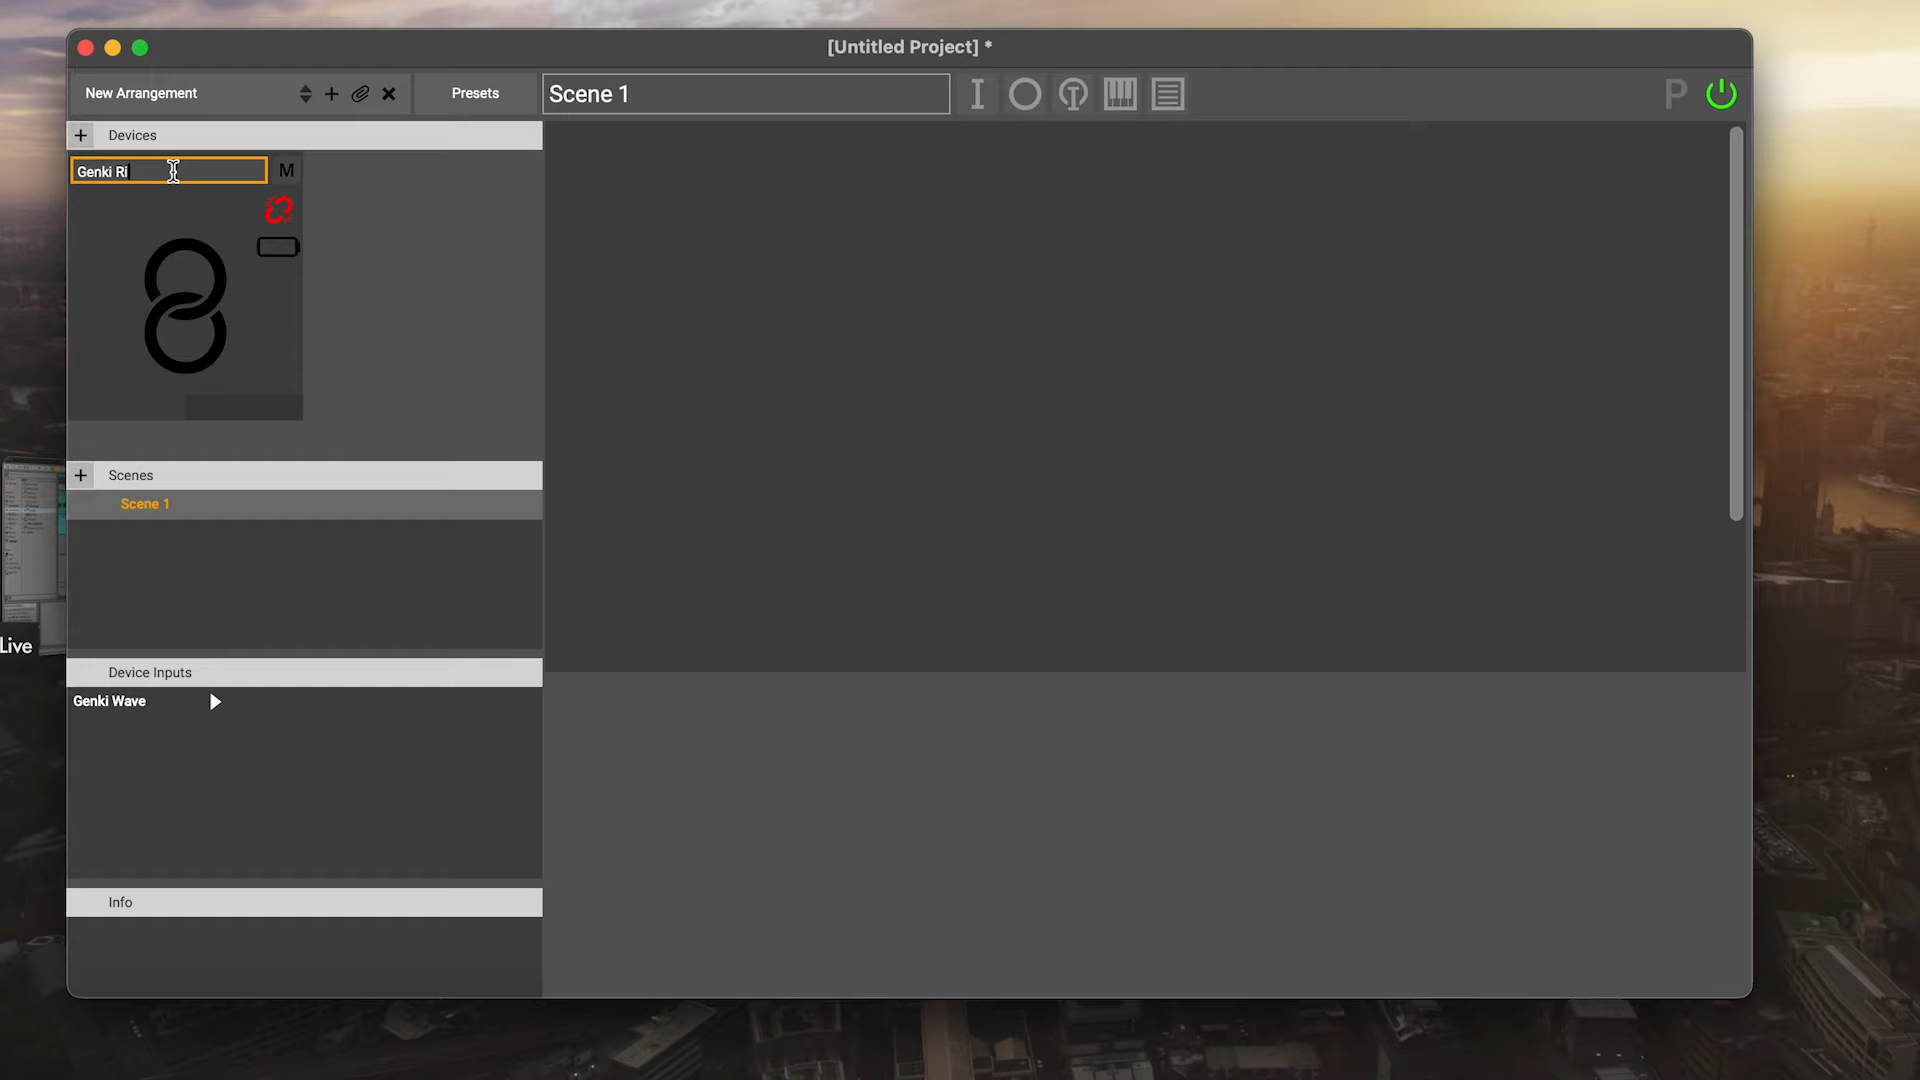 [Untitled Project] *
New Arrangement
Presets
Scene 1
P
Devices
Genki Ri
M
Scenes
Scene 1
Live
Device Inputs
Genki Wave
Info